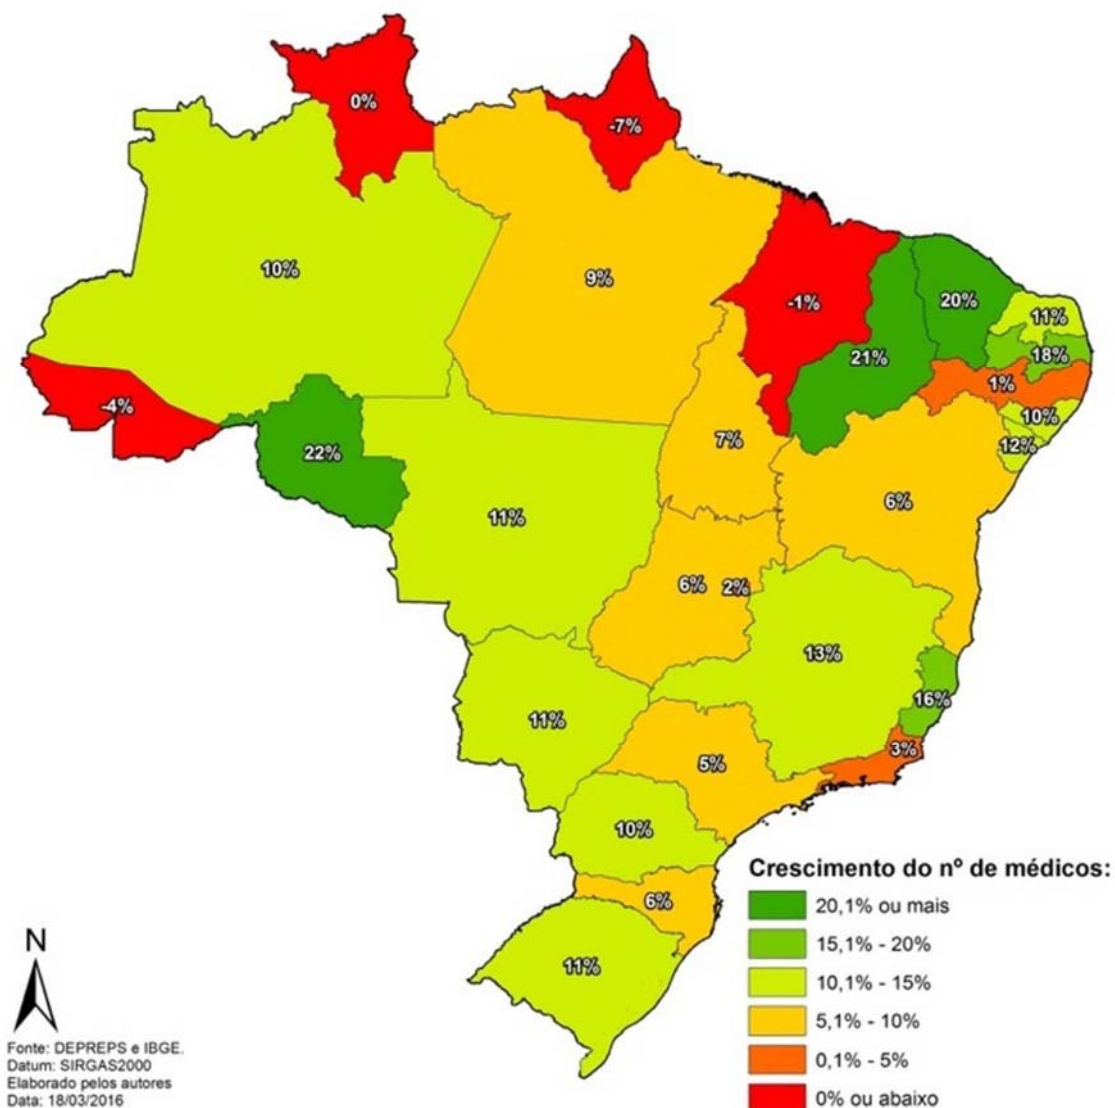 0%
-7%
10%
9%
-1%
20%
11%
21%
18%
1%
-4%
10%
7%
12%
22%
6%
11%
6% 2%
13%
16%
11%
3%
5%
10%
Crescimento do nº de médicos:
6%
20,1% ou mais
N
15,1% - 20%
11%
10,1% - 15%
5,1% - 10%
0,1% - 5%
0% ou abaixo
Fonte: DEPREPS e IBGE.
Datum: SIRGAS2000
Elaborado pelos autores
Data: 18/03/2016